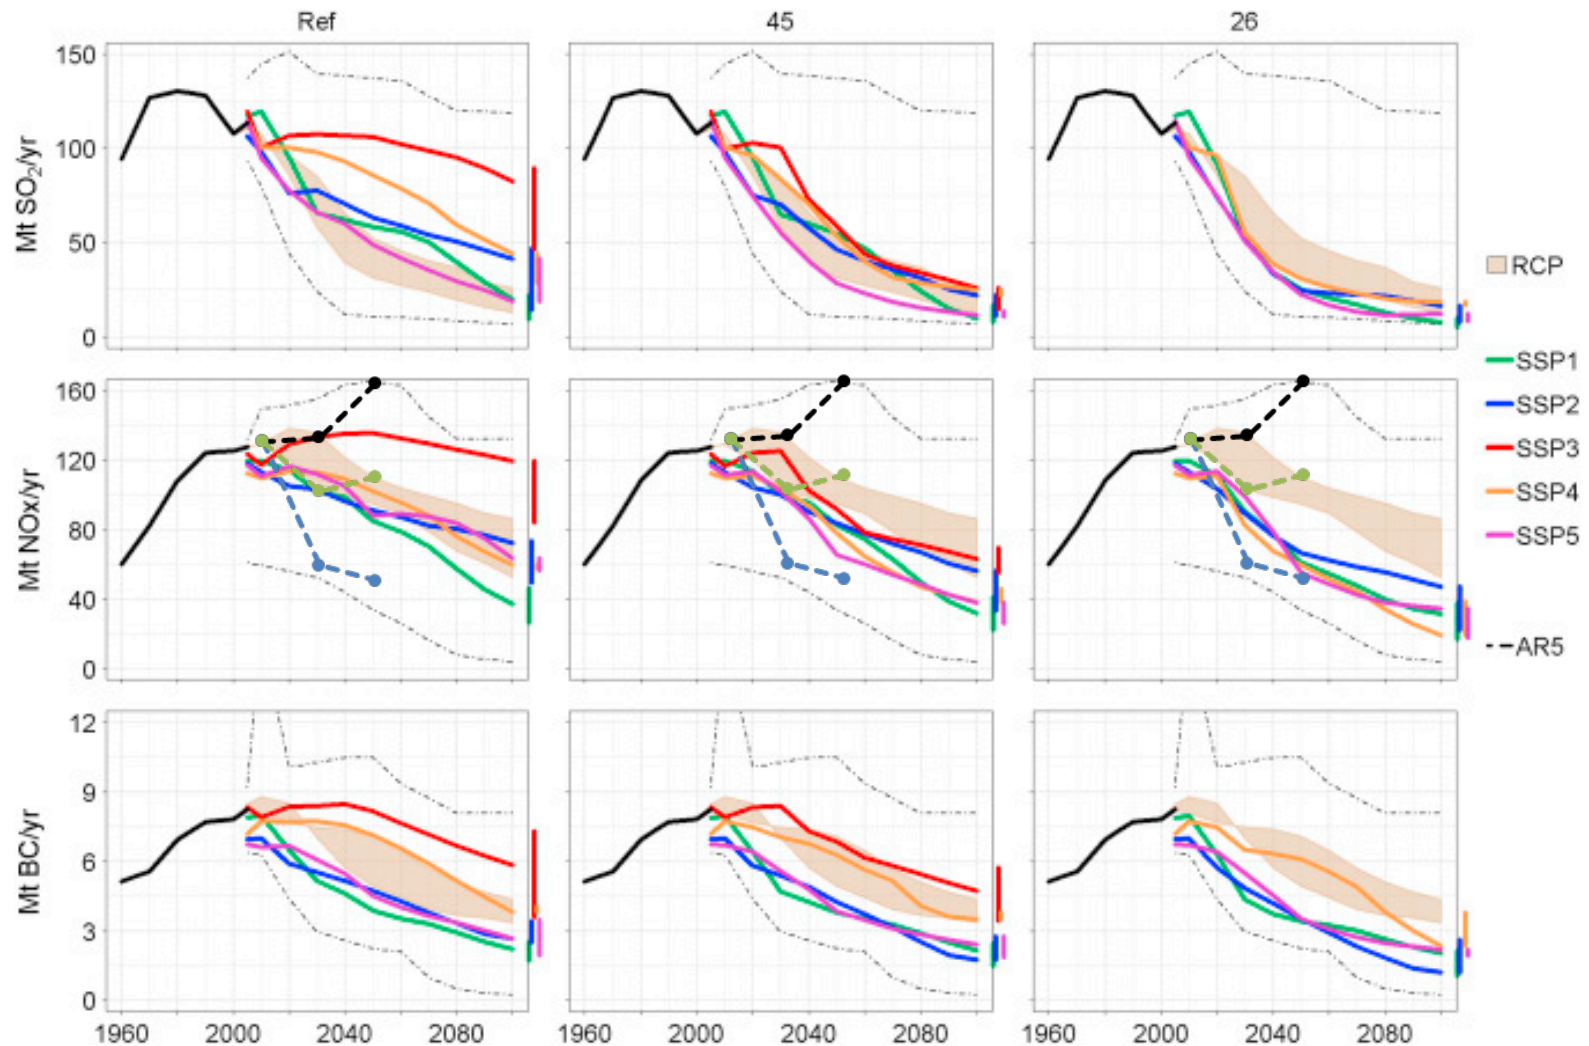 Ref 45 26
150
100
50
0
Mt SO2/yr
160
120
80
40
0
Mt NOx/yr
12
9
6
3
0
Mt BC/yr
1960 2000 2040 2080 1960 2000 2040 2080 1960 2000 2040 2080
RCP
SSP1
SSP2
SSP3
SSP4
SSP5
AR5